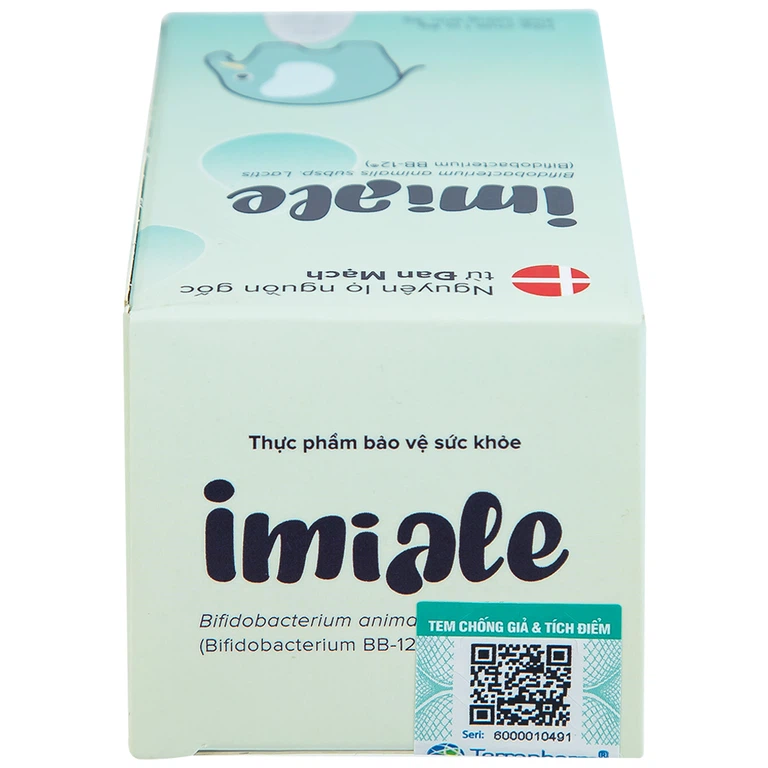 Nguyên lọ nguồn gốc
từ Đan Mạch
imiale
Bifidobacterium animalis subsp. Lactis
(Bifidobacterium BB-12®)
Thực phẩm bảo vệ sức khỏe
imiale
Bifidobacterium
(Bifidobacterium BB-12
TEM CHỐNG GIẢ & TÍCH ĐIỂM
Seri: 6000010491